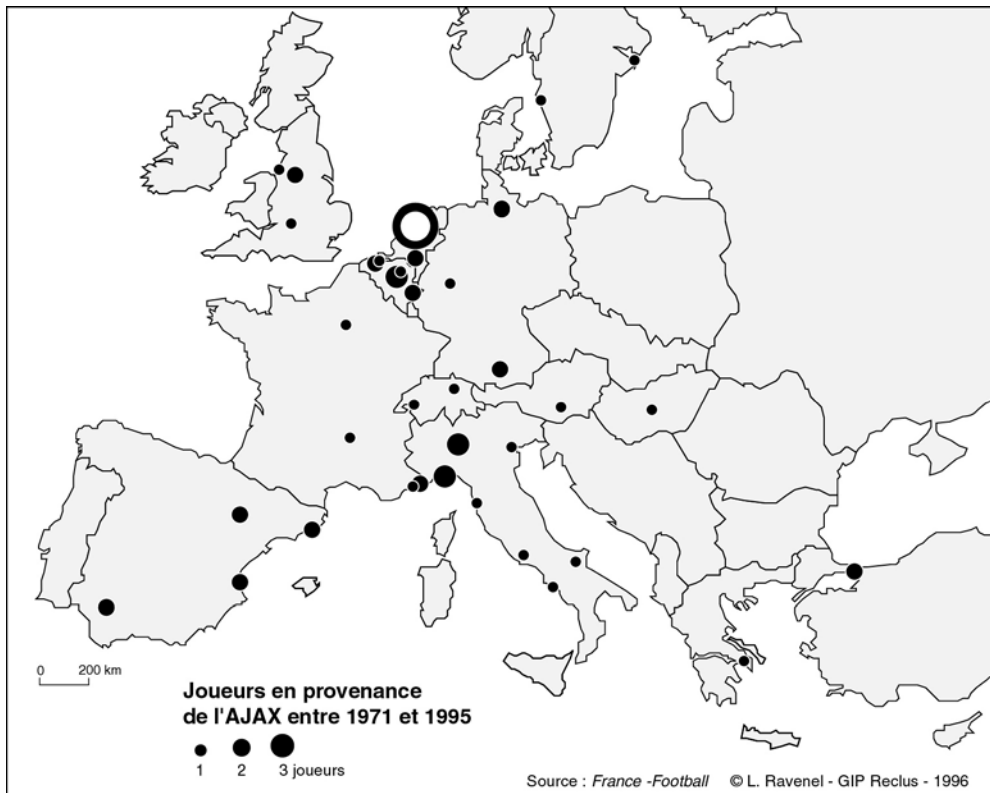 0 200 km
Joueurs en provenance
de l'AJAX entre 1971 et 1995
1 2 3 joueurs
Source : France -Football © L. Ravenel - GIP Reclus - 1996